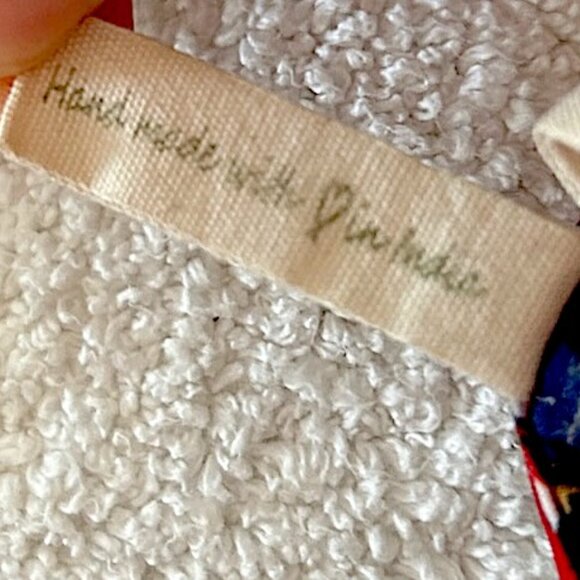 Hand made with ♡ in India